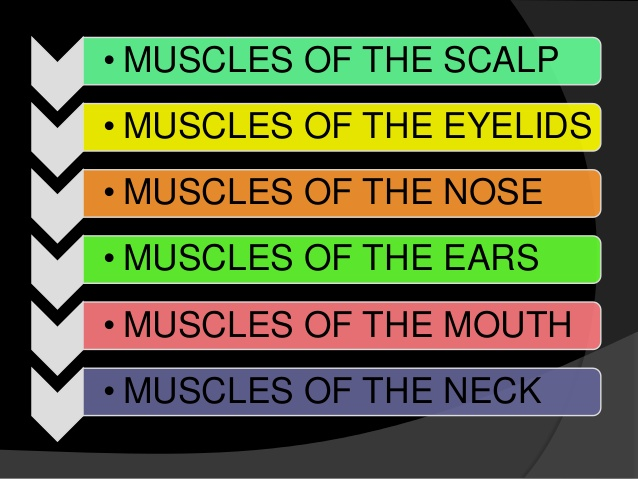 • MUSCLES OF THE SCALP
• MUSCLES OF THE EYELIDS
• MUSCLES OF THE NOSE
• MUSCLES OF THE EARS
• MUSCLES OF THE MOUTH
• MUSCLES OF THE NECK